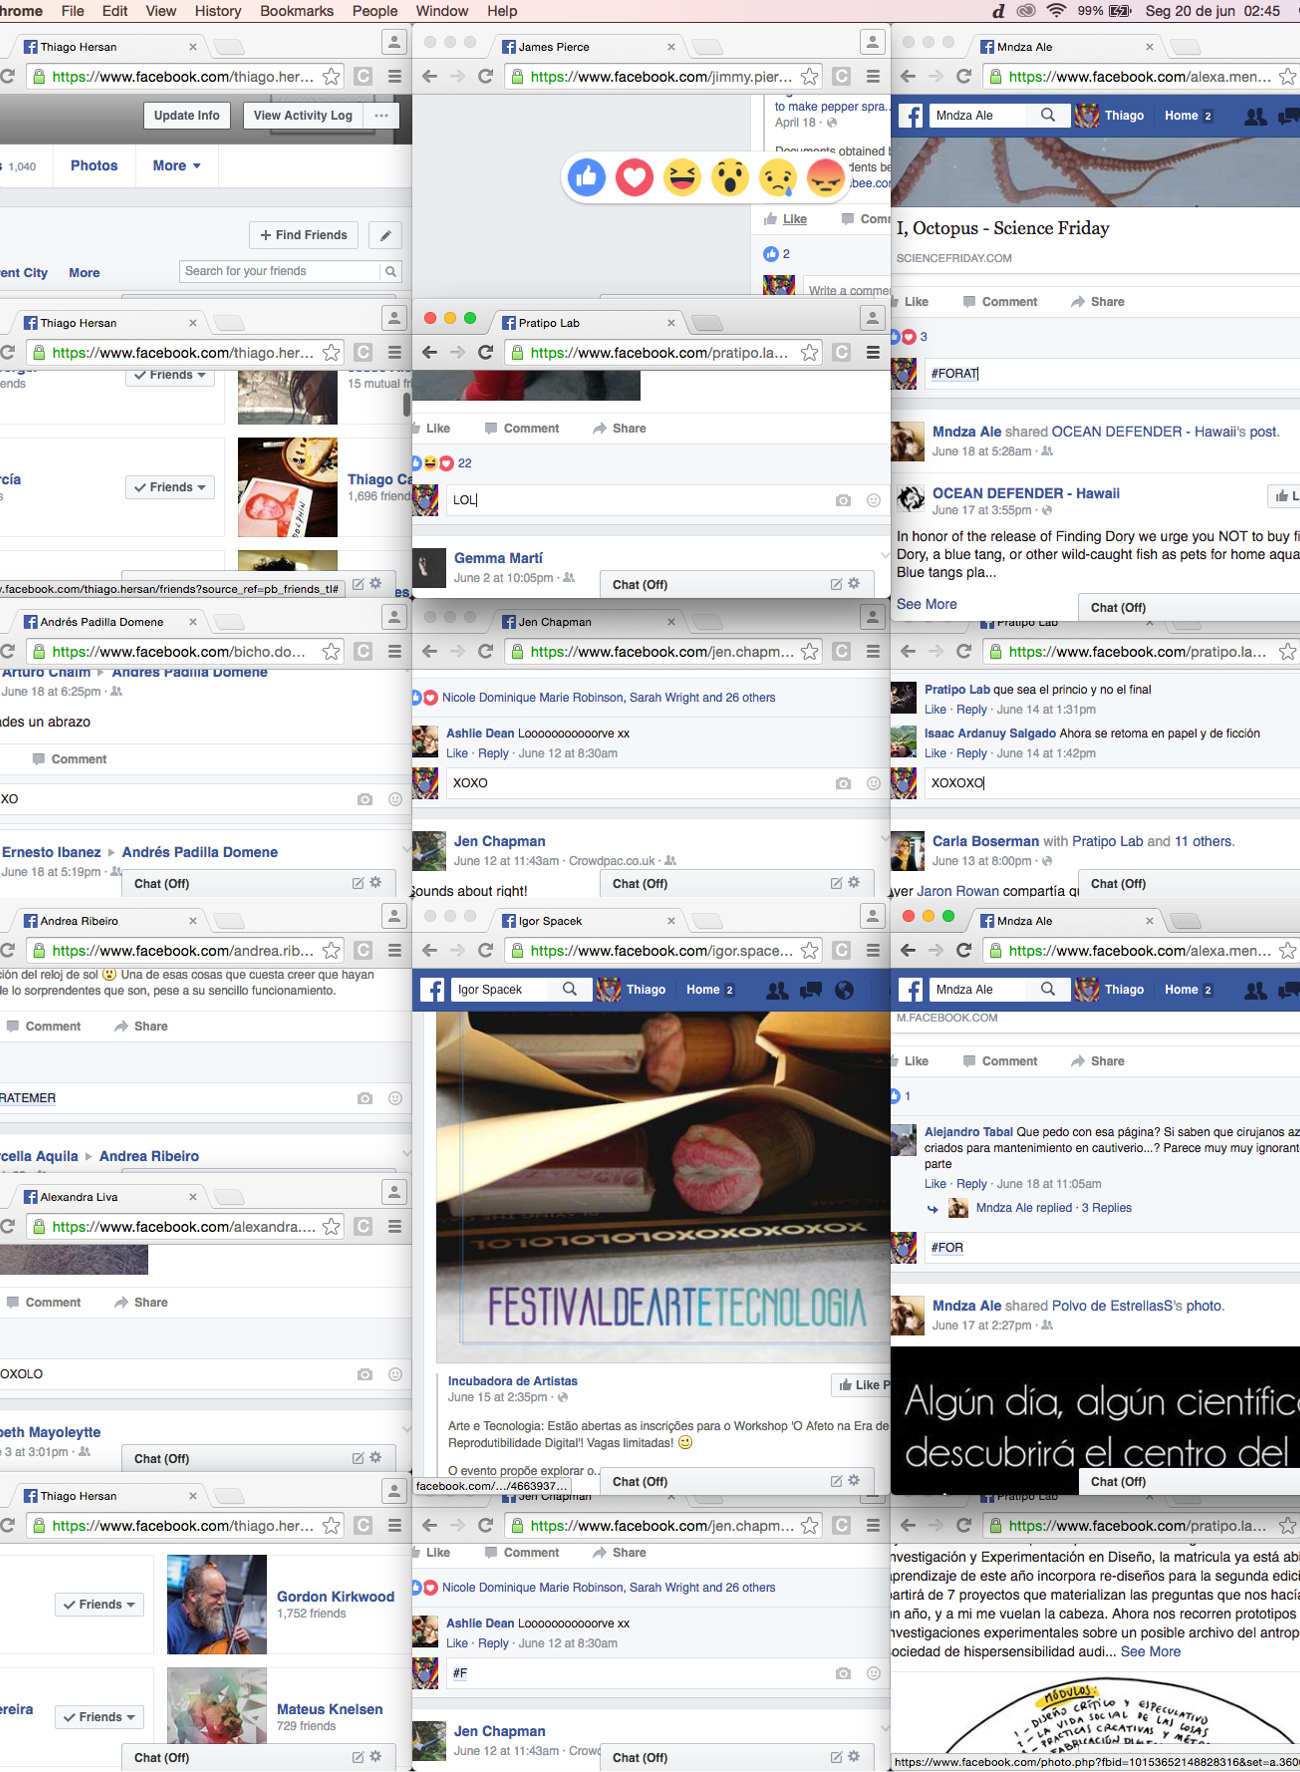 hrome File Edit View History Bookmarks People Window Help
d 99% Seg 20 de jun 02:45
Thiago Hersan
https://www.facebook.com/thiago.her...
Update Info View Activity Log ...
1,040 Photos More
+ Find Friends
ent City More Search for your friends
James Pierce
https://www.facebook.com/jimmy.pier...
to make pepper spra...
April 18
Documents obtained b
dents be
bee.com
Like Comm
2
Write a comme
Mndza Ale
https://www.facebook.com/alexa.men...
Mndza Ale Thiago Home 2
I, Octopus - Science Friday
SCIENCEFRIDAY.COM
Like Comment Share
3
#FORAT
Mndza Ale shared OCEAN DEFENDER - Hawaii's post.
June 18 at 5:28am
OCEAN DEFENDER - Hawaii L
June 17 at 3:55pm
In honor of the release of Finding Dory we urge you NOT to buy fi
Dory, a blue tang, or other wild-caught fish as pets for home aqua
Blue tangs pla...
See More
Chat (Off)
Thiago Hersan
https://www.facebook.com/thiago.her...
ends Friends 15 mutual fr
rcía Friends Thiago Ca
1,696 friend
DOLPHIN
.facebook.com/thiago.hersan/friends?source_ref=pb_friends_tl# es
Pratipo Lab
https://www.facebook.com/pratipo.la...
Like Comment Share
22
LOL
Gemma Martí
June 2 at 10:05pm
Chat (Off)
Andrés Padilla Domene
https://www.facebook.com/bicho.do...
Arturo Chaim Andrés Padilla Domene
June 18 at 6:25pm
ades un abrazo
Comment
XO
Ernesto Ibanez Andrés Padilla Domene
June 18 at 5:19pm
Chat (Off)
Jen Chapman
https://www.facebook.com/jen.chapm...
Nicole Dominique Marie Robinson, Sarah Wright and 26 others
Ashlie Dean Looooooooooorve xx
Like · Reply · June 12 at 8:30am
XOXO
Jen Chapman
June 12 at 11:43am · Crowdpac.co.uk ·
Sounds about right!
Chat (Off)
Pratipo Lab
https://www.facebook.com/pratipo.la...
Pratipo Lab que sea el princio y no el final
Like · Reply · June 14 at 1:31pm
Isaac Ardanuy Salgado Ahora se retoma en papel y de ficción
Like · Reply · June 14 at 1:42pm
XOXOXO
Carla Boserman with Pratipo Lab and 11 others.
June 13 at 8:00pm
Ayer Jaron Rowan compartía q
Chat (Off)
Andrea Ribeiro
https://www.facebook.com/andrea.rib...
ción del reloj de sol Una de esas cosas que cuesta creer que hayan
de lo sorprendentes que son, pese a su sencillo funcionamiento.
Comment Share
RATEMER
rcella Aquila Andrea Ribeiro
Igor Spacek
https://www.facebook.com/igor.space...
Igor Spacek Thiago Home 2
XOXOXOXOXOLOLOLOLOL
FESTIVALDEARTETECNOLOGIA
Incubadora de Artistas
June 15 at 2:35pm
Like P
Arte e Tecnologia: Estão abertas as inscrições para o Workshop 'O Afeto na Era de
Reprodutibilidade Digital'! Vagas limitadas!
O evento propõe explorar o...
facebook.com/.../4663937...
Chat (Off)
Mndza Ale
https://www.facebook.com/alexa.men...
Mndza Ale Thiago Home 2
M.FACEBOOK.COM
Like Comment Share
1
Alejandro Tabal Que pedo con esa página? Si saben que cirujanos az
criados para mantenimiento en cautiverio...? Parece muy muy ignorant
parte
Like · Reply · June 18 at 11:05am
Mndza Ale replied · 3 Replies
#FOR
Mndza Ale shared Polvo de EstrellasS's photo.
June 17 at 2:27pm
Algún día, algún científic
descubrirá el centro del
Chat (Off)
Alexandra Liva
https://www.facebook.com/alexandra....
Comment Share
OXOLO
beth Mayoleytte
e 3 at 3:01pm
Chat (Off)
Thiago Hersan
https://www.facebook.com/thiago.her...
Friends Gordon Kirkwood
1,752 friends
ereira Friends Mateus Knelsen
729 friends
Chat (Off)
Jen Chapman
https://www.facebook.com/jen.chapm...
Like Comment Share
Nicole Dominique Marie Robinson, Sarah Wright and 26 others
Ashlie Dean Looooooooooorve xx
Like · Reply · June 12 at 8:30am
#F
Jen Chapman
June 12 at 11:43am · Crowd
Chat (Off)
Pratipo Lab
https://www.facebook.com/pratipo.la...
nvestigación y Experimentación en Diseño, la matricula ya está abi
aprendizaje de este año incorpora re-diseños para la segunda edici
partirá de 7 proyectos que materializan las preguntas que nos hacía
un año, y a mi me vuelan la cabeza. Ahora nos recorren prototipos
nvestigaciones experimentales sobre un posible archivo del antrop
sociedad de hispersensibilidad audi... See More
MÓDULOS:
1- DISEÑO CRÍTICO Y ESPECULATIVO
2- LA VIDA SOCIAL DE LAS COSAS
PRÁCTICAS CREATIVAS Y MÉTO
FABRICACIÓN DIGIT
https://www.facebook.com/photo.php?fbid=10153652148828316&set=a.360